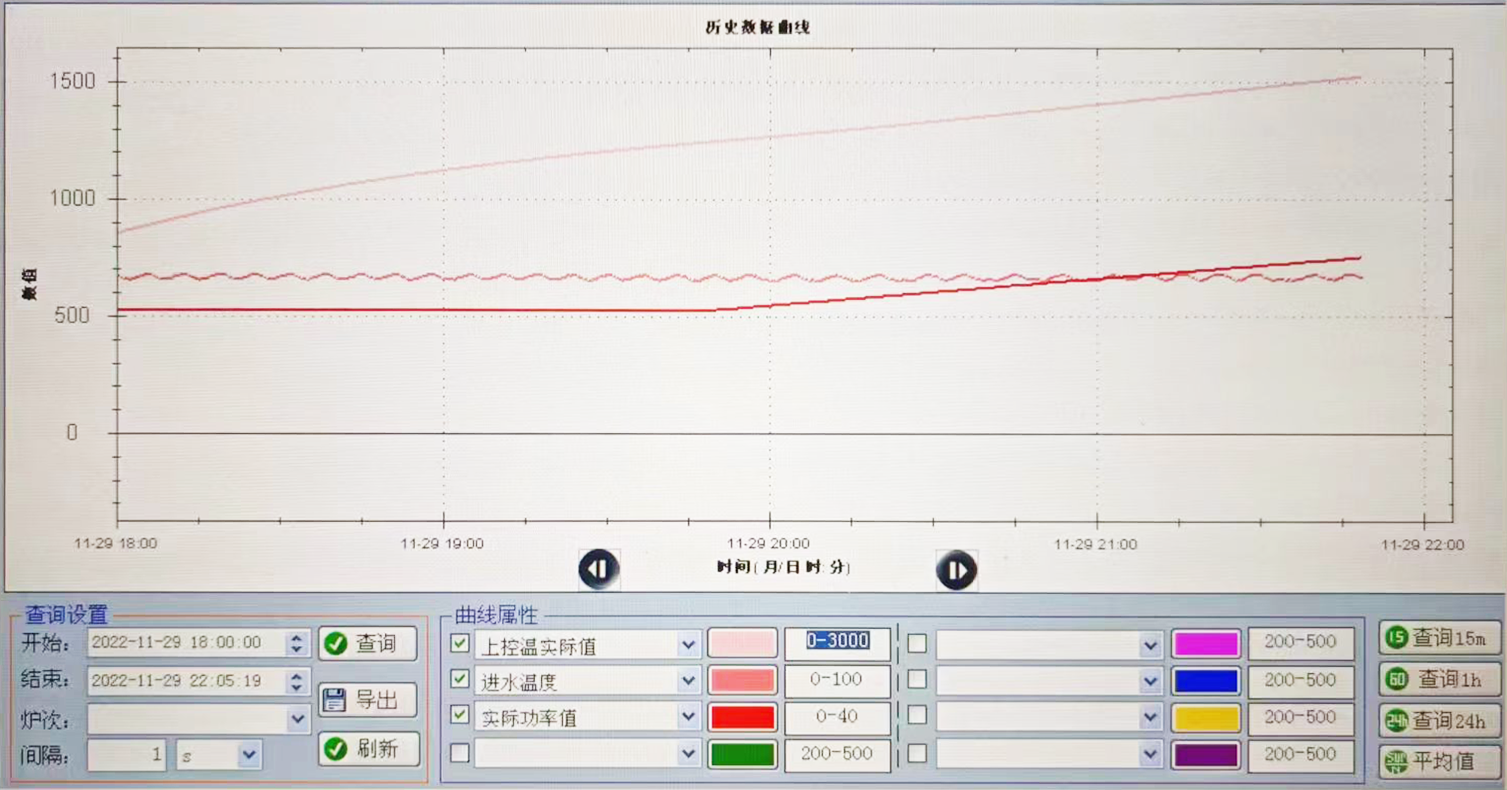 历史数据曲线
1500
1000
500
0
数值
11-29 18:00 11-29 19:00 11-29 20:00 11-29 21:00 11-29 22:00
时间(月/日 时:分)
查询设置
开始: 2022-11-29 18:00:00 查询
结束: 2022-11-29 22:05:19 导出
炉次:
间隔: 1 s 刷新
曲线属性
上控温实际值 0-3000 200-500
进水温度 0-100 200-500
实际功率值 0-40 200-500
200-500 200-500
15 查询15m
60 查询1h
24h 查询24h
平均值